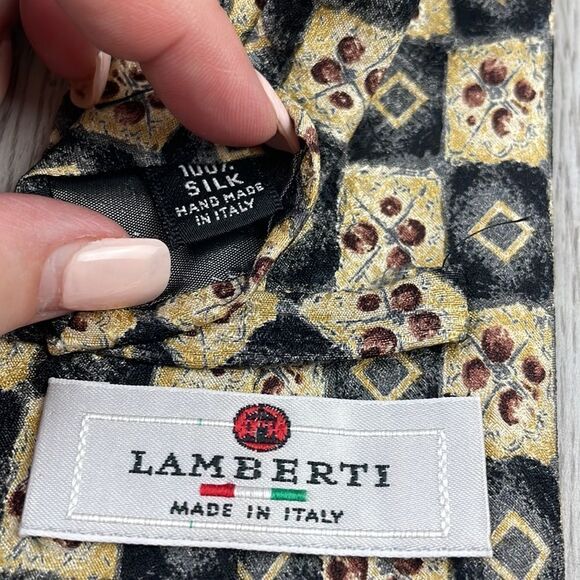 100% SILK
HAND MADE
IN ITALY
LAMBERTI
MADE IN ITALY